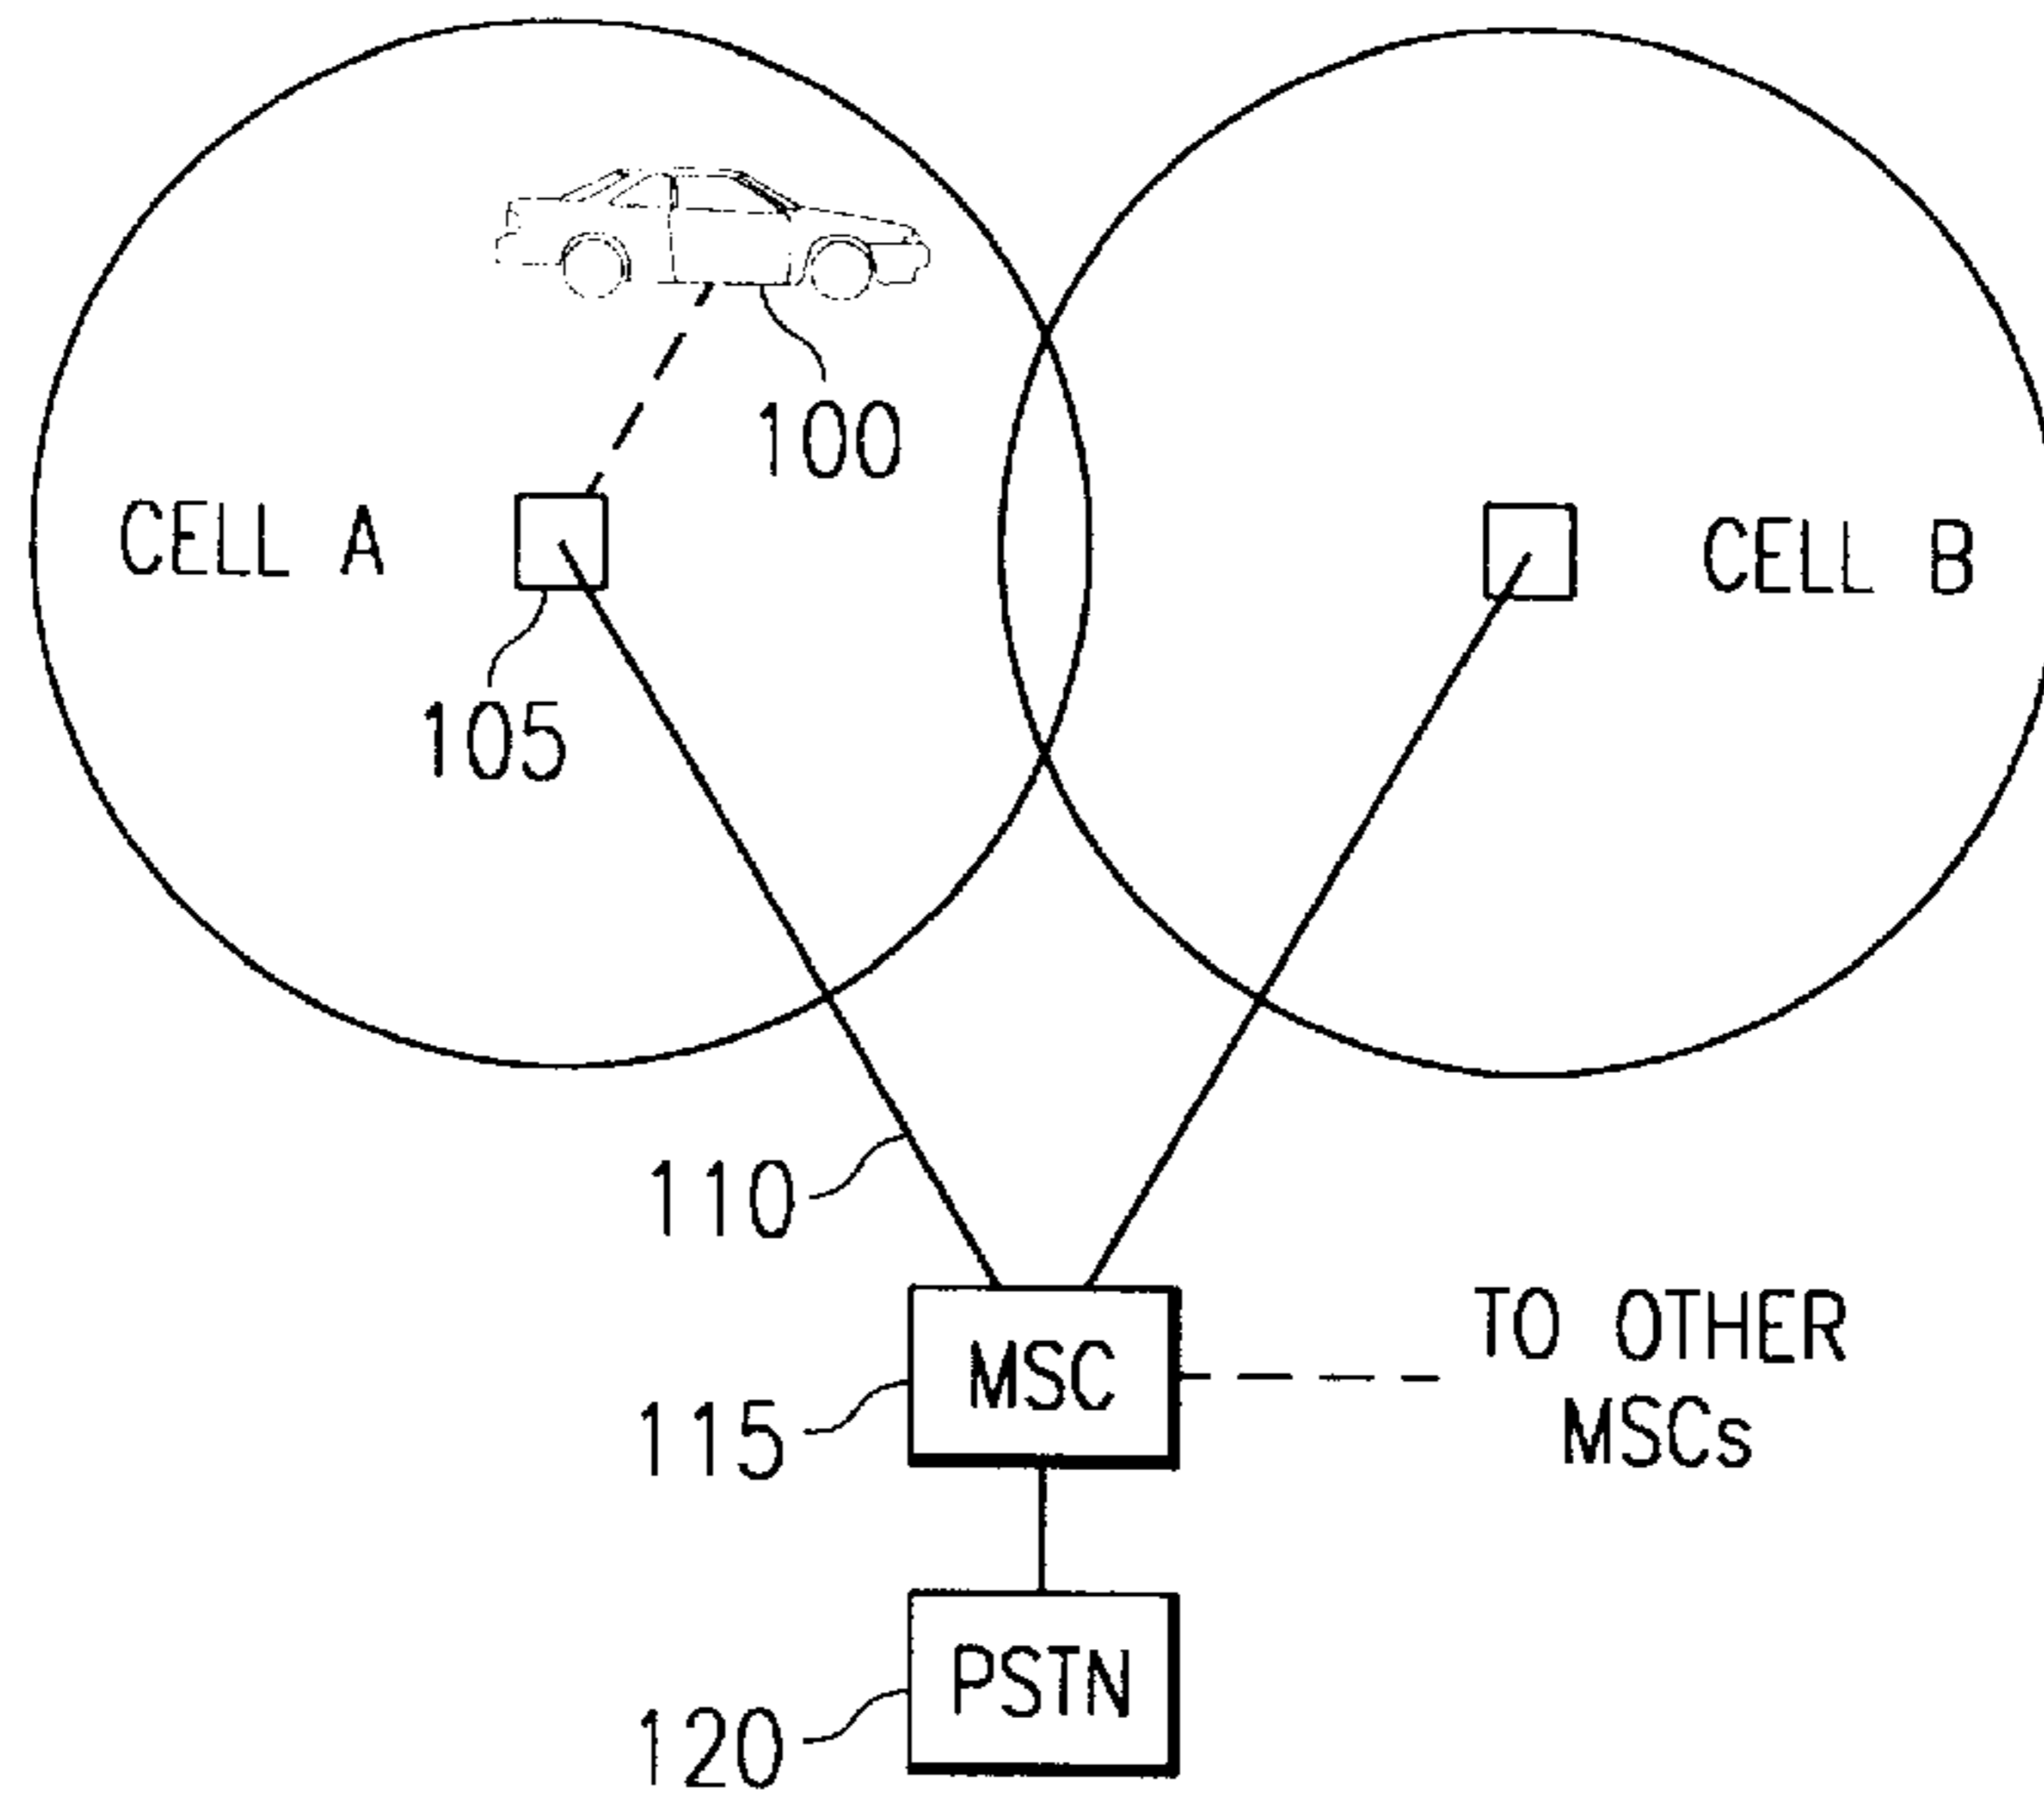 100
CELL A
CELL B
105
110
MSC
TO OTHER
MSCs
115
PSTN
120